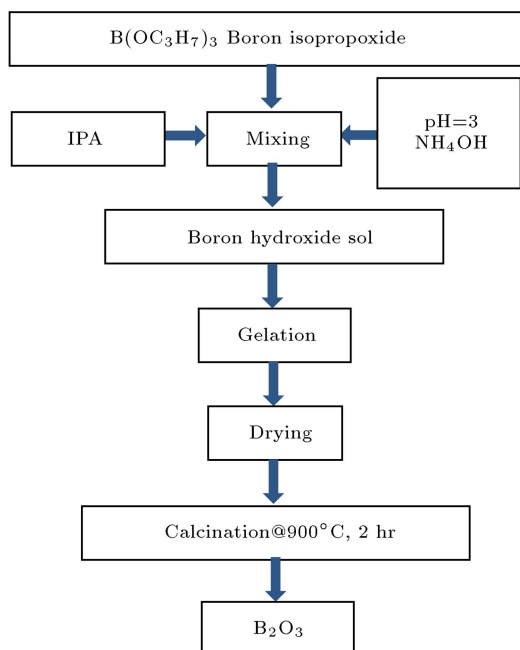 B(OC₃H₇)₃ Boron isopropoxide
IPA
Mixing
pH=3
NH₄OH
Boron hydroxide sol
Gelation
Drying
Calcination@900°C, 2 hr
B₂O₃